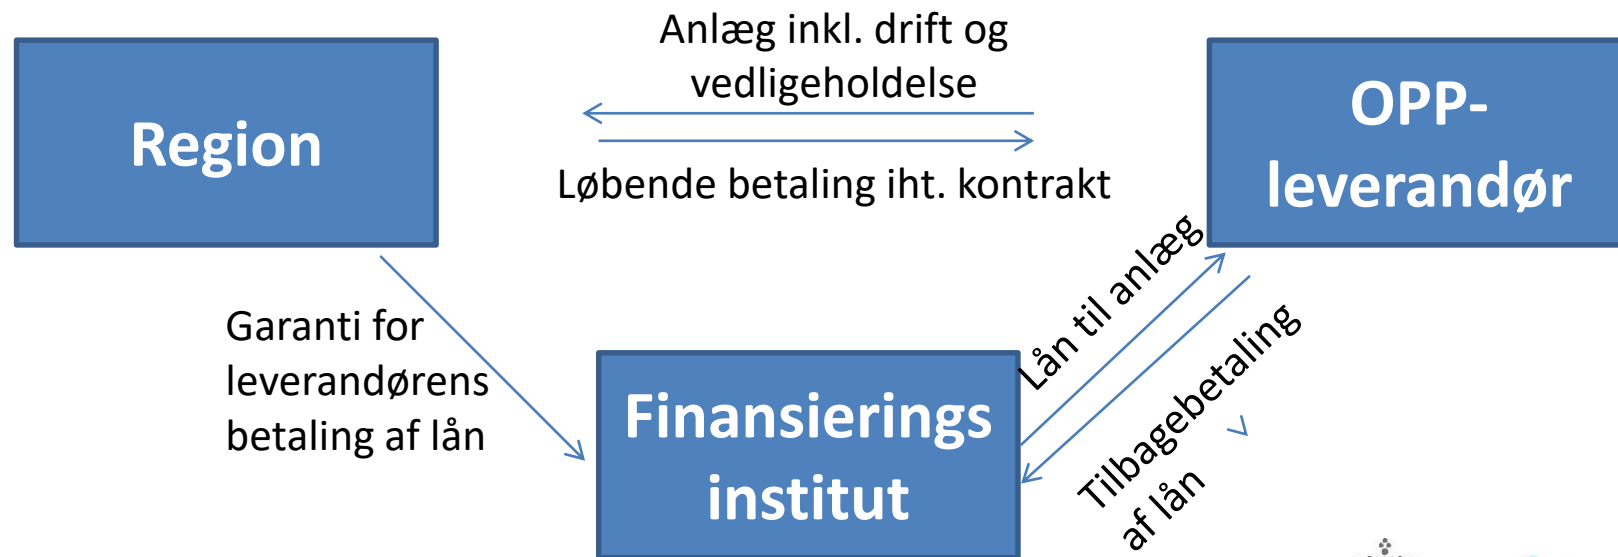 Anlæg inkl. drift og
vedligeholdelse
Region
OPP-
leverandør
Løbende betaling iht. kontrakt
Garanti for
leverandørens
betaling af lån
Lån til anlæg
Tilbagebetaling
af lån
Finansierings
institut